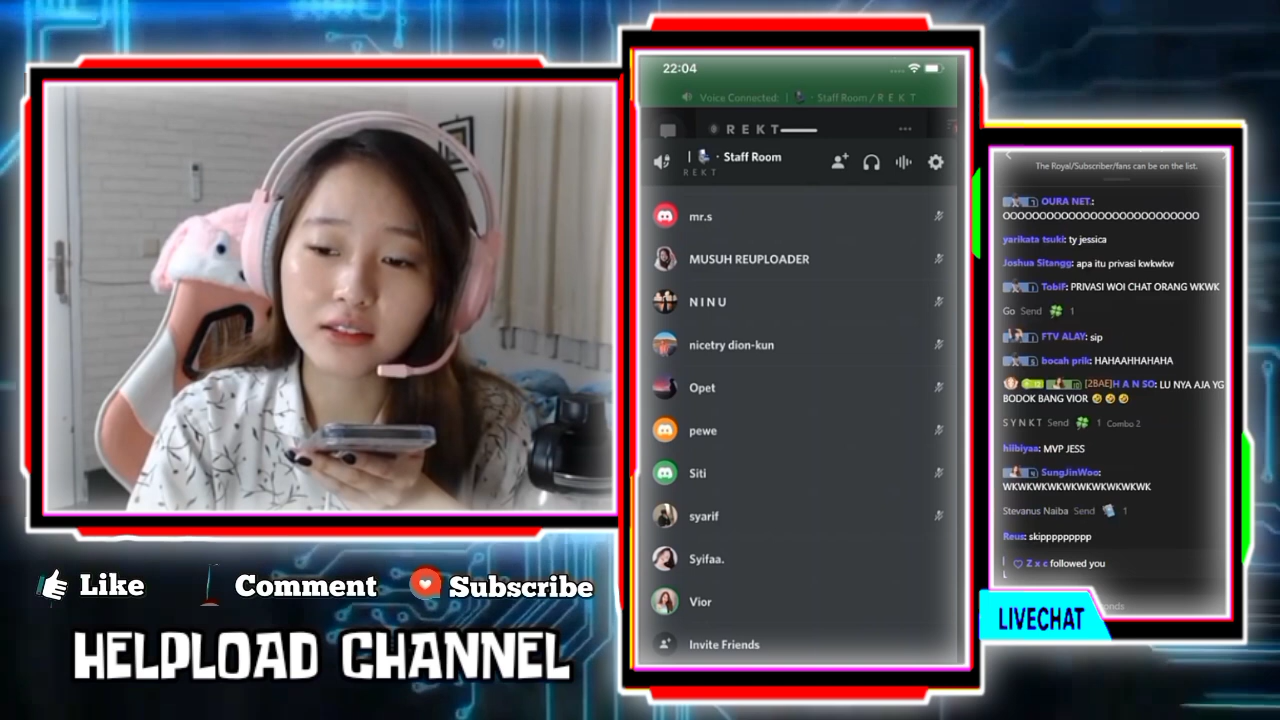 Like
Comment
Subscribe
HELPLOAD CHANNEL
22:04
Voice Connected: | · Staff Room / R E K T
R E K T
| · Staff Room
R E K T
mr.s
MUSUH REUPLOADER
N I N U
nicetry dion-kun
Opet
pewe
Siti
syarif
Syifaa.
Vior
Invite Friends
The Royal/Subscriber/fans can be on the list.
OURA NET.:
OOOOOOOOOOOOOOOOOOOOOOOOOOO
yarikata tsuki: ty jessica
Joshua Sitangg: apa itu privasi kwkwkw
TobiF: PRIVASI WOI CHAT ORANG WKWK
Go Send 1
FTV ALAY: sip
bocah prik: HAHAAHHAHAHA
[2BAE]H A N SO: LU NYA AJA YG
BODOK BANG VIOR 🤣🤣🤣
S Y N K T Send 1 Combo 2
hiibiyaa: MVP JESS
SungJinWoo:
WKWKWKWKWKWKWKWKWK
Stevanus Naiba Send 1
Reus: skipppppppp
Z x c followed you
LIVECHAT